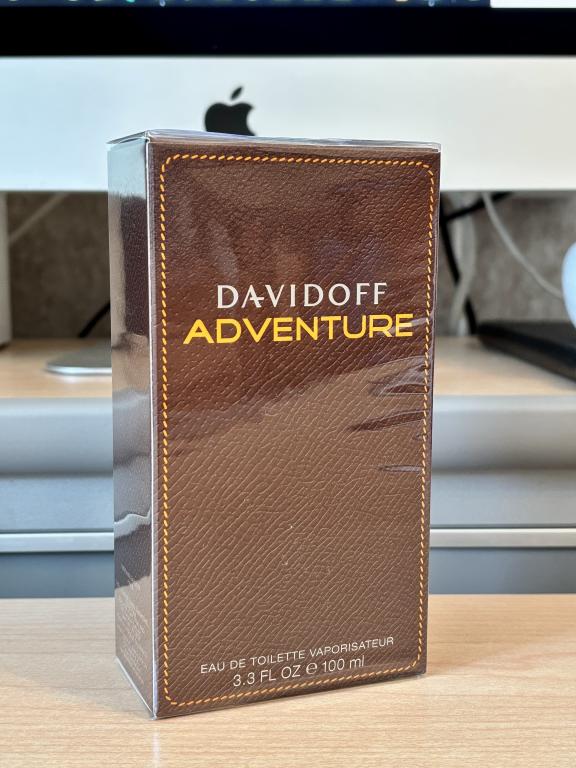 DAVIDOFF
ADVENTURE
EAU DE TOILETTE VAPORISATEUR
3.3 FL OZ ℮ 100 ml